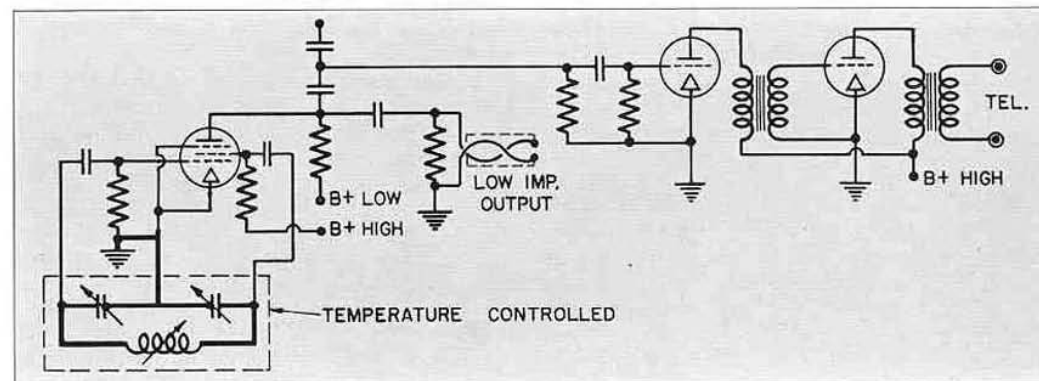 TEL.
B+ LOW
B+ HIGH
LOW IMP.
OUTPUT
B+ HIGH
TEMPERATURE CONTROLLED